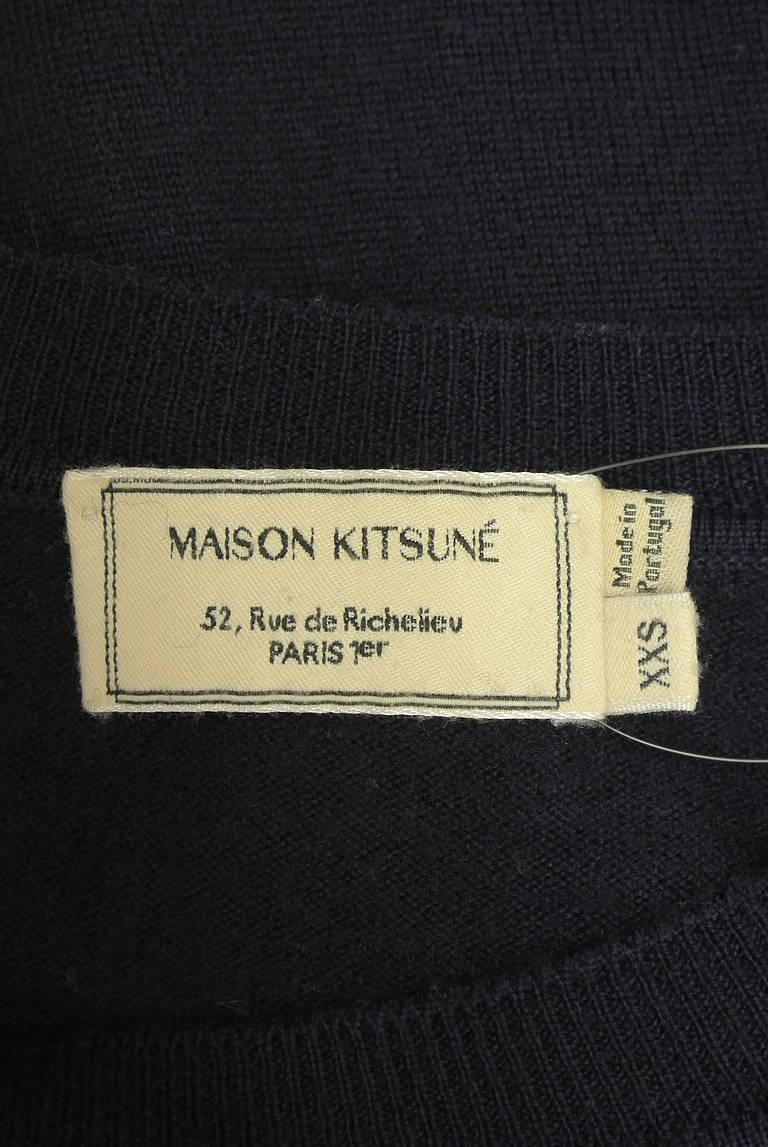 MAISON KITSUNÉ
52, Rue de Richelieu
PARIS 1er
Made in
Portugal
XXS